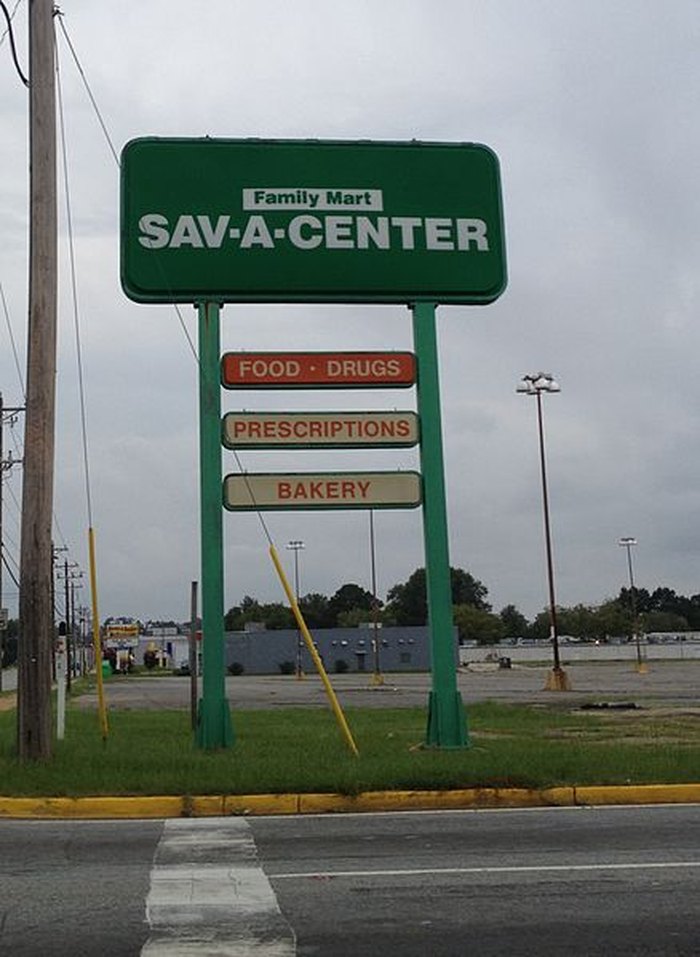 Family Mart
SAV-A-CENTER
FOOD · DRUGS
PRESCRIPTIONS
BAKERY